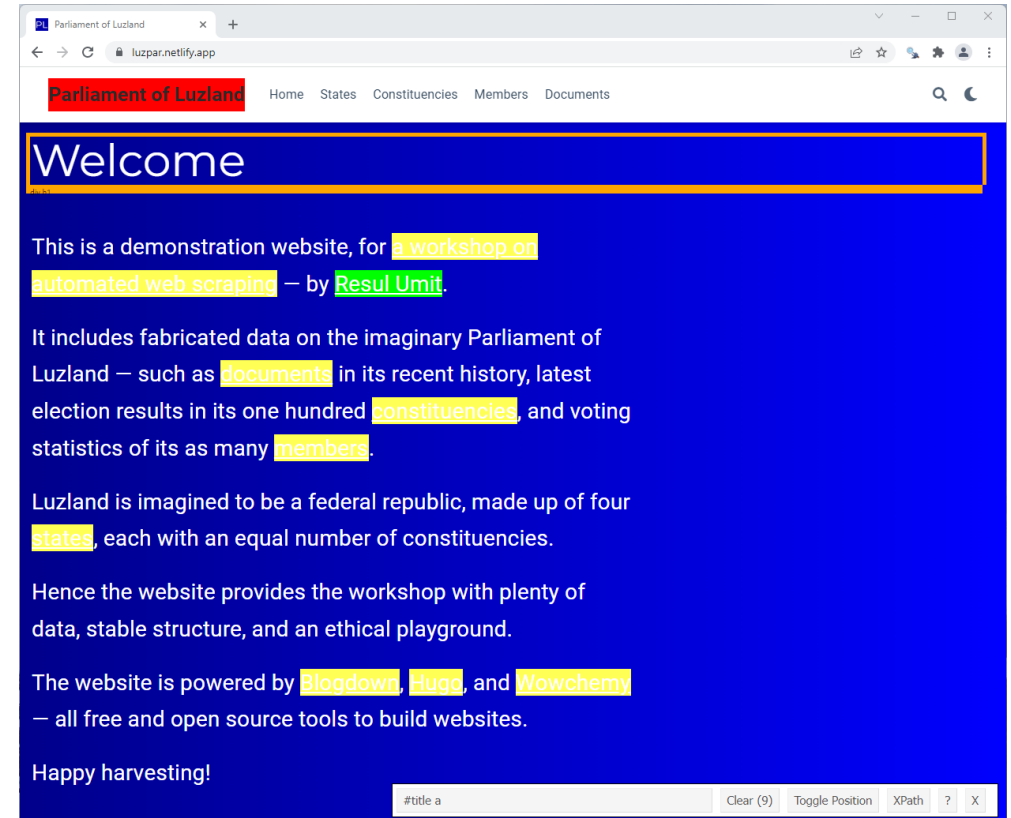 PL Parliament of Luzland
luzpar.netlify.app
Parliament of Luzland Home States Constituencies Members Documents
Welcome
div h1
This is a demonstration website, for a workshop on
automated web scraping — by Resul Umit.
It includes fabricated data on the imaginary Parliament of
Luzland — such as documents in its recent history, latest
election results in its one hundred constituencies, and voting
statistics of its as many members.
Luzland is imagined to be a federal republic, made up of four
states, each with an equal number of constituencies.
Hence the website provides the workshop with plenty of
data, stable structure, and an ethical playground.
The website is powered by Blogdown, Hugo, and Wowchemy
— all free and open source tools to build websites.
Happy harvesting!
#title a Clear (9) Toggle Position XPath ? X